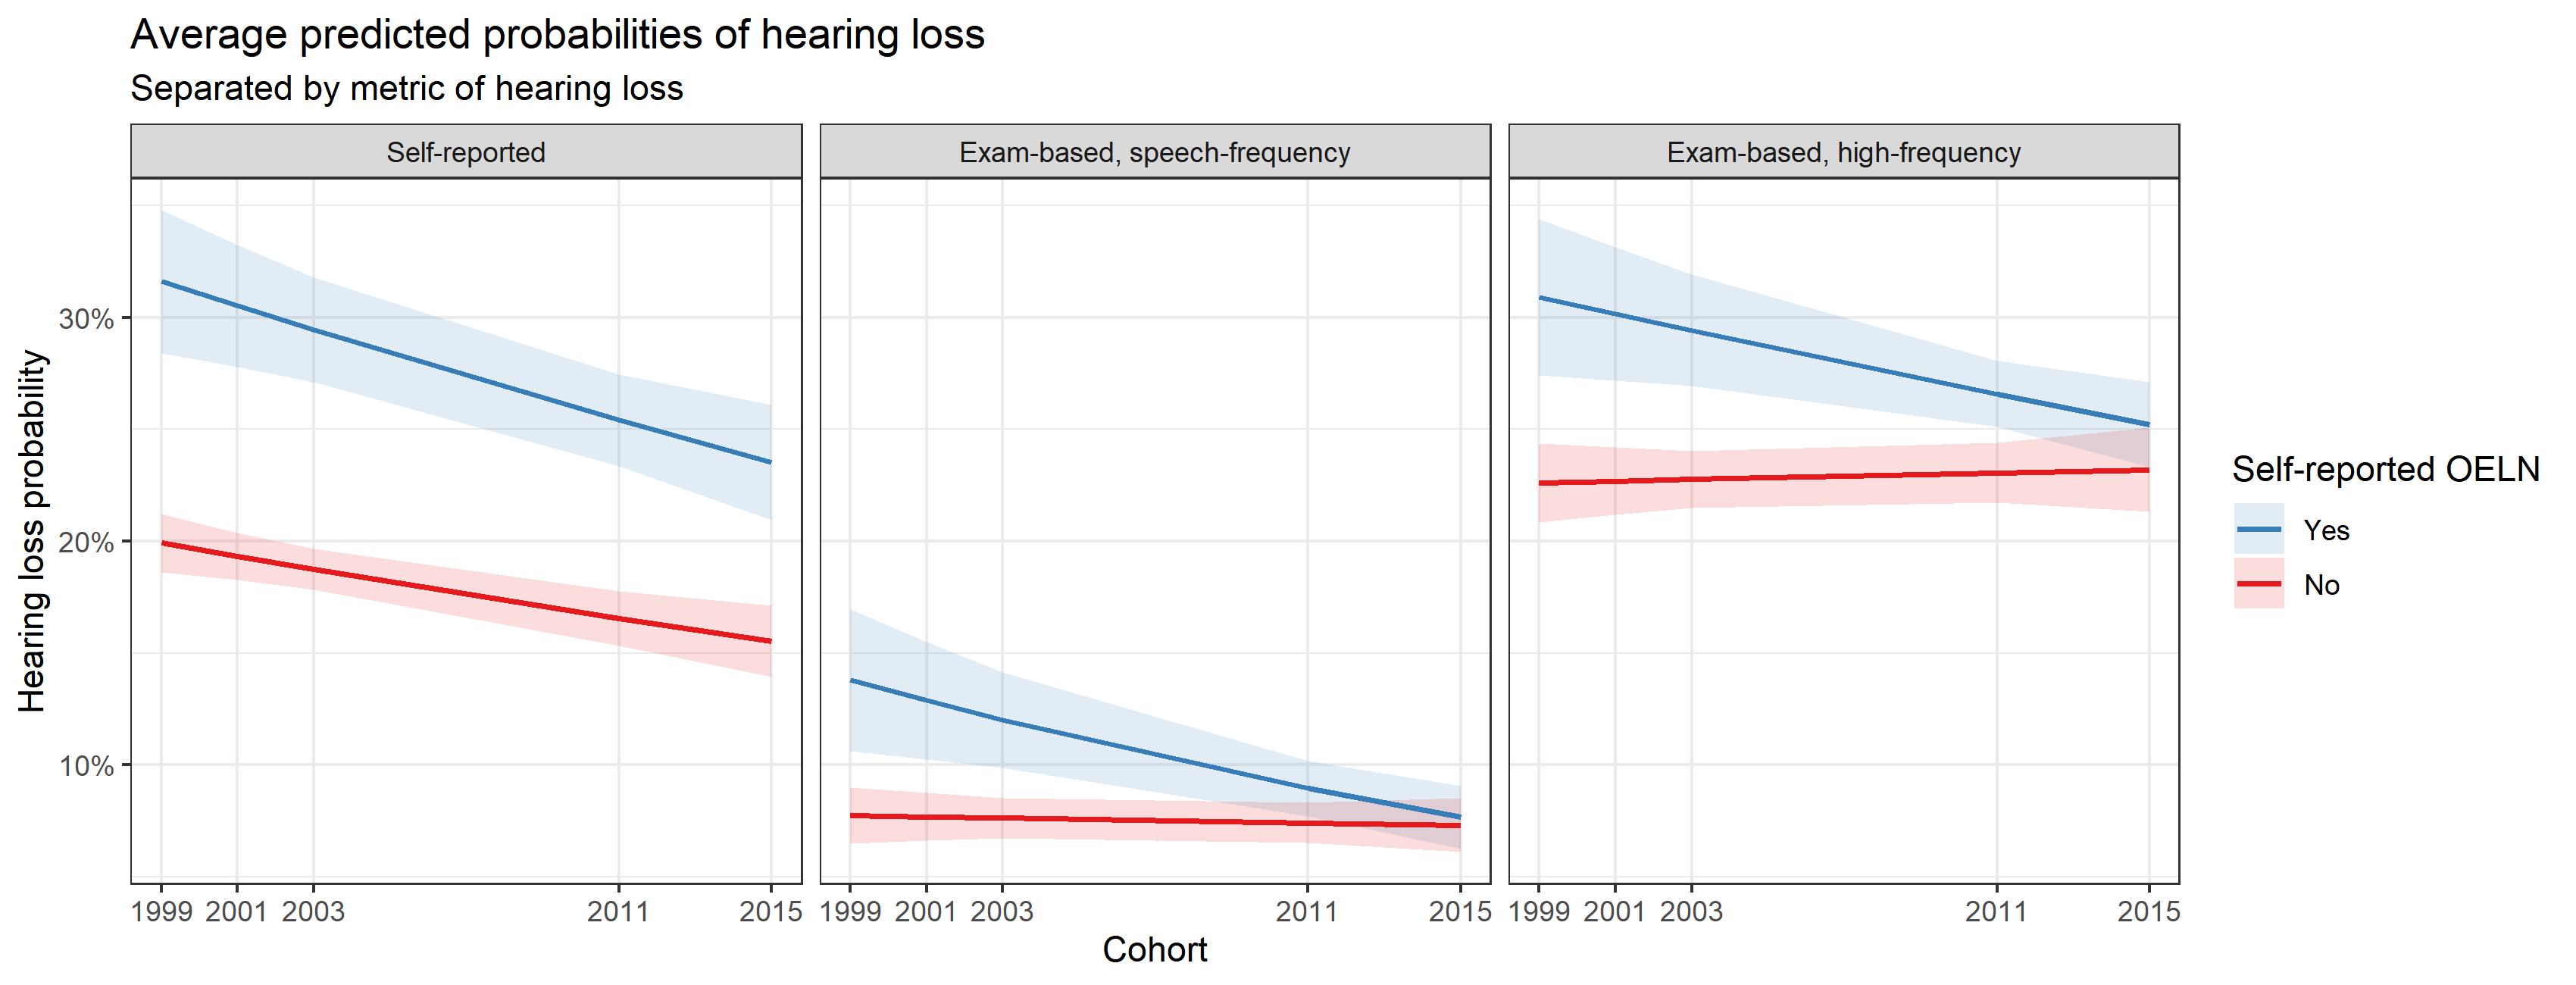 Average predicted probabilities of hearing loss
Separated by metric of hearing loss
Self-reported
Exam-based, speech-frequency
Exam-based, high-frequency
Hearing loss probability
30%
20%
10%
1999 2001 2003 2011 2015
1999 2001 2003 2011 2015
1999 2001 2003 2011 2015
Cohort
Self-reported OELN
Yes
No